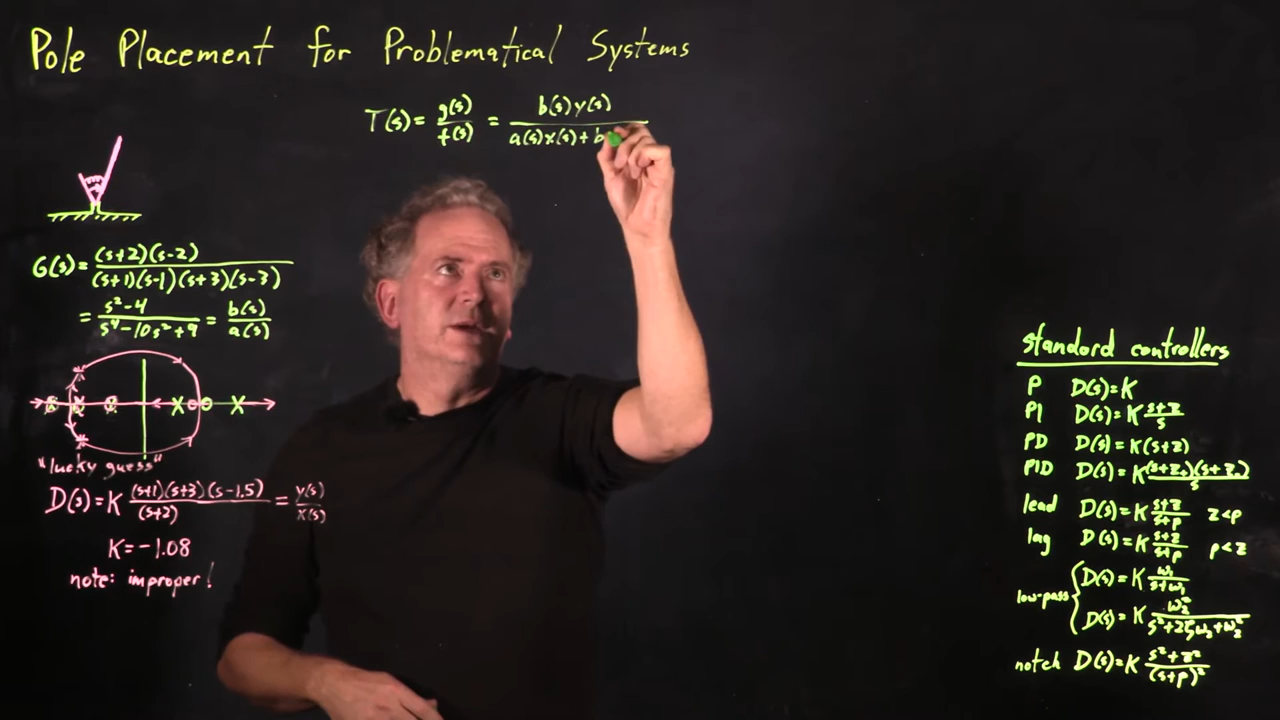 Pole Placement for Problematical Systems
T(s) = g(s)/f(s) = b(s)y(s)/a(s)x(s)+b
G(s) = (s+2)(s-2)/(s+1)(s-1)(s+3)(s-3)
= s²-4/s⁴-10s²+9 = b(s)/a(s)
"lucky guess"
D(s) = K (s+1)(s+3)(s-1.5)/(s+2) = y(s)/x(s)
K = -1.08
note: improper!
standard controllers
P D(s) = K
PI D(s) = K s+z/s
PD D(s) = K(s+z)
PID D(s) = K(s+z₁)(s+z₂)/s
lead D(s) = K s+z/s+p z<p
lag D(s) = K s+z/s+p p<z
low-pass { D(s) = K ω₁/s+ω₁
D(s) = K ω₂²/s²+2ζω₂+ω₂²
notch D(s) = K s²+z²/(s+p)²